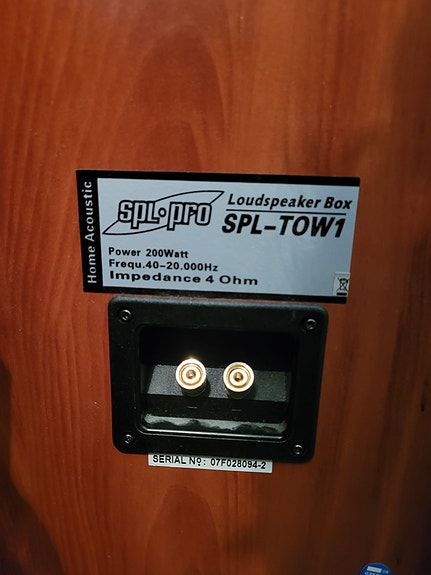 Home Acoustic
spl•pro
Loudspeaker Box
SPL-TOW1
Power 200Watt
Frequ.40-20.000Hz
Impedance 4 Ohm
SERIAL Nº: 07F028094-2